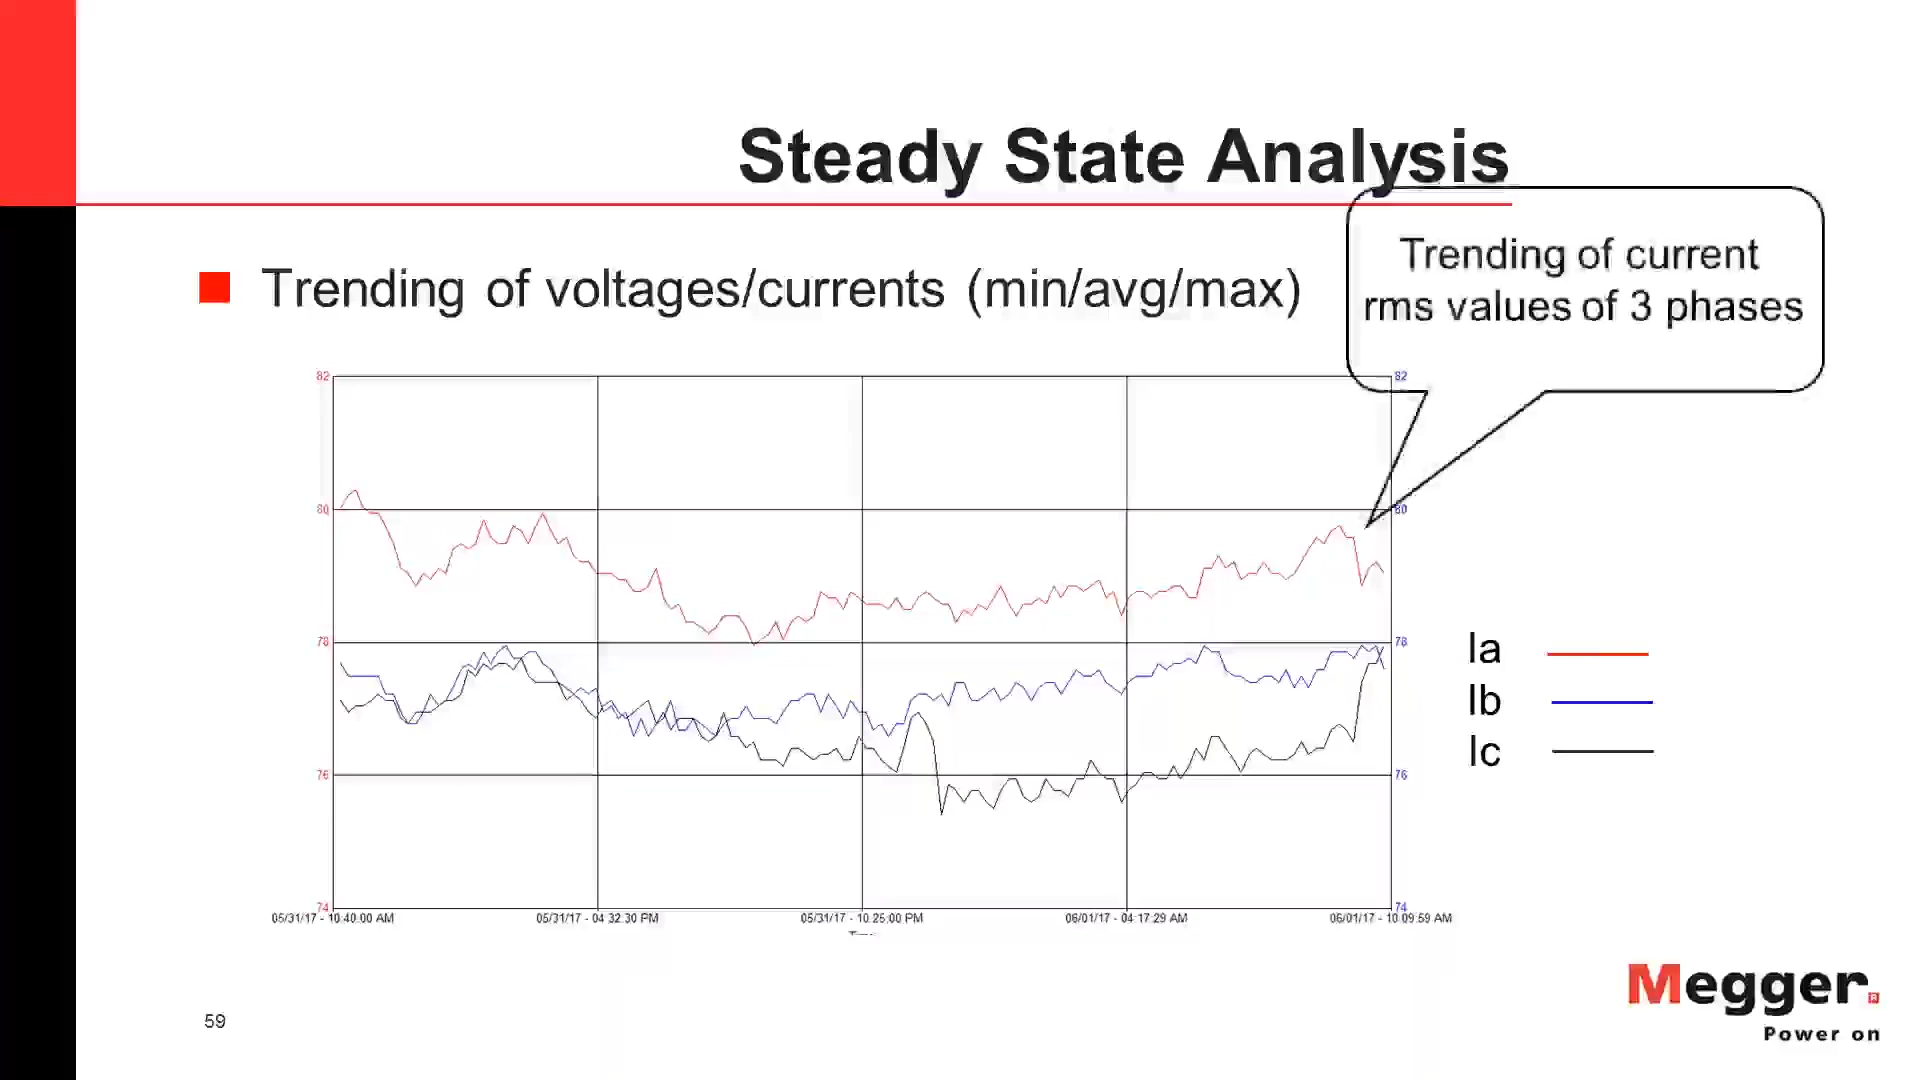 Steady State Analysis
Trending of voltages/currents (min/avg/max)
Trending of current
rms values of 3 phases
82
80
78
76
74
82
80
78
76
74
05/31/17 - 10.40.00 AM
05/31/17 - 04.32.30 PM
05/31/17 - 10.25.00 PM
06/01/17 - 04.17.29 AM
06/01/17 - 10.09.59 AM
Ia
Ib
Ic
Megger.
Power on
59